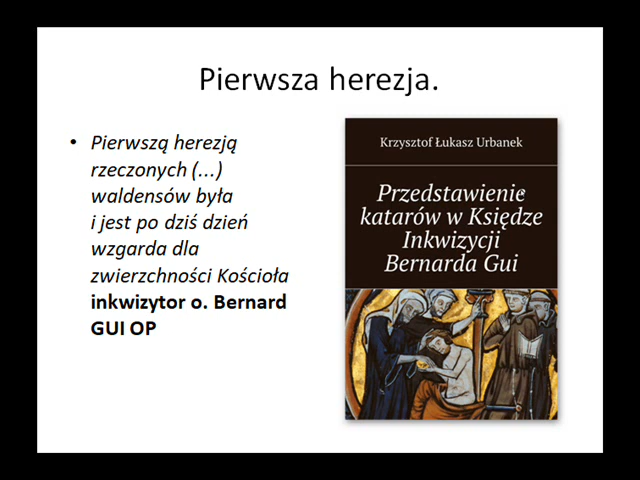 Pierwsza herezja.
• Pierwszą herezją
rzeczonych (...)
waldensów była
i jest po dziś dzień
wzgarda dla
zwierzchności Kościoła
inkwizytor o. Bernard
GUI OP
Krzysztof Łukasz Urbanek
Przedstawienie
katarów w Księdze
Inkwizycji
Bernarda Gui